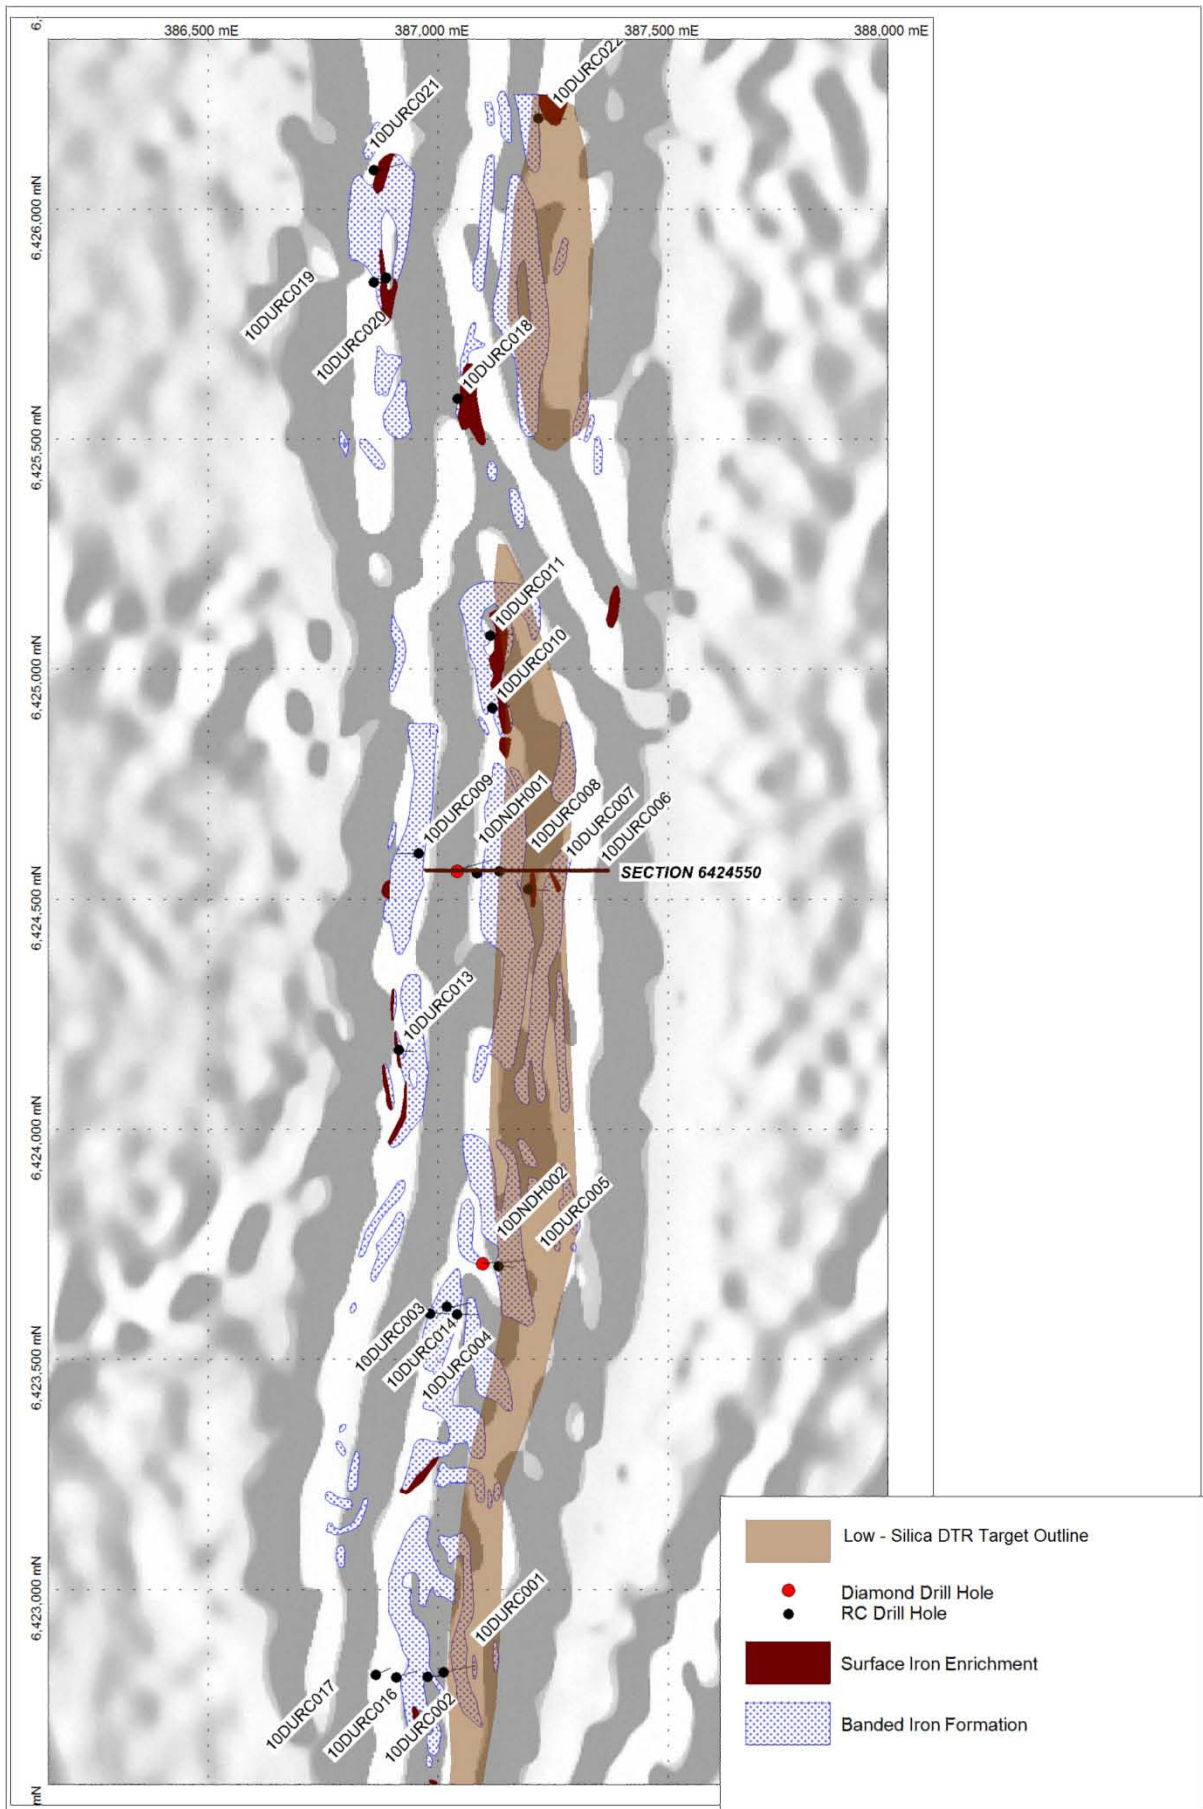 6,
386,500 mE
387,000 mE
387,500 mE
388,000 mE
10DURC022
10DURC021
6,426,000 mN
10DURC019
10DURC020
10DURC018
6,425,500 mN
10DURC011
10DURC010
6,425,000 mN
10DURC009
10DNDH001
10DURC008
10DURC007
10DURC006
SECTION 6424550
6,424,500 mN
10DURC013
6,424,000 mN
10DNDH002
10DURC005
10DURC003
10DURC014
10DURC004
6,423,500 mN
6,423,000 mN
10DURC001
10DURC017
10DURC016
10DURC002
mN
Low - Silica DTR Target Outline
Diamond Drill Hole
RC Drill Hole
Surface Iron Enrichment
Banded Iron Formation